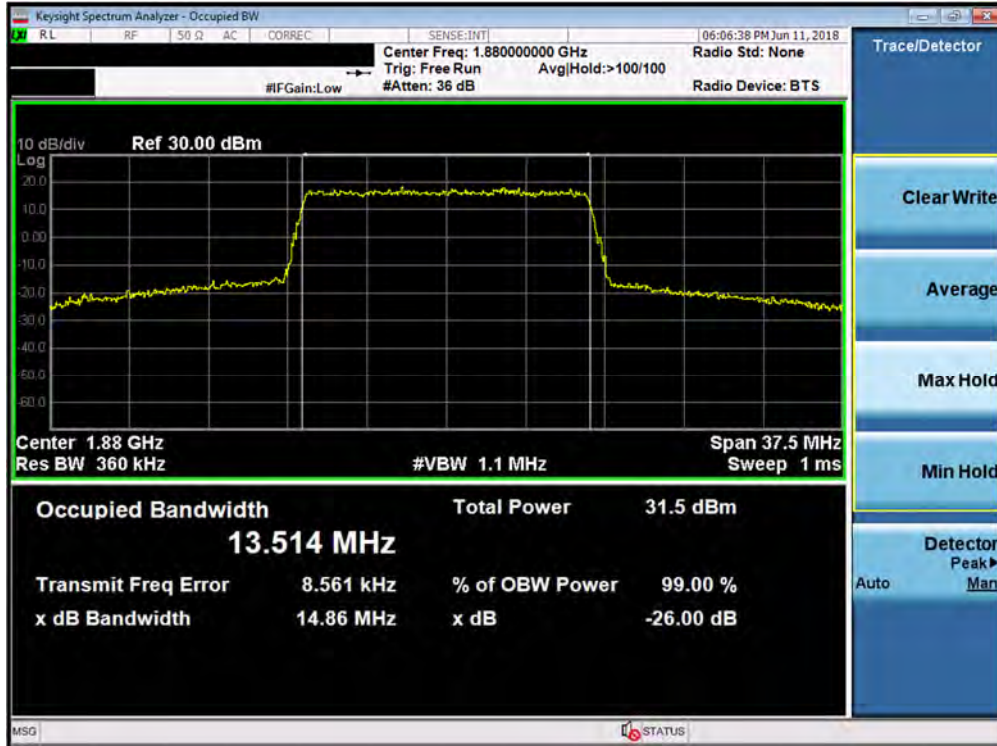 Keysight Spectrum Analyzer - Occupied BW
LXI RL RF 50 Ω AC CORREC SENSE:INT 06:06:38 PM Jun 11, 2018
Center Freq: 1.880000000 GHz Radio Std: None
Trig: Free Run Avg|Hold:>100/100
#IFGain:Low #Atten: 36 dB Radio Device: BTS
Trace/Detector
10 dB/div Ref 30.00 dBm
Log
20.0
10.0
0.00
-10.0
-20.0
-30.0
-40.0
-50.0
-60.0
Center 1.88 GHz Span 37.5 MHz
Res BW 360 kHz #VBW 1.1 MHz Sweep 1 ms
Clear Write
Average
Max Hold
Min Hold
Detector
Peak▶
Auto Man
Occupied Bandwidth Total Power 31.5 dBm
13.514 MHz
Transmit Freq Error 8.561 kHz % of OBW Power 99.00 %
x dB Bandwidth 14.86 MHz x dB -26.00 dB
MSG STATUS